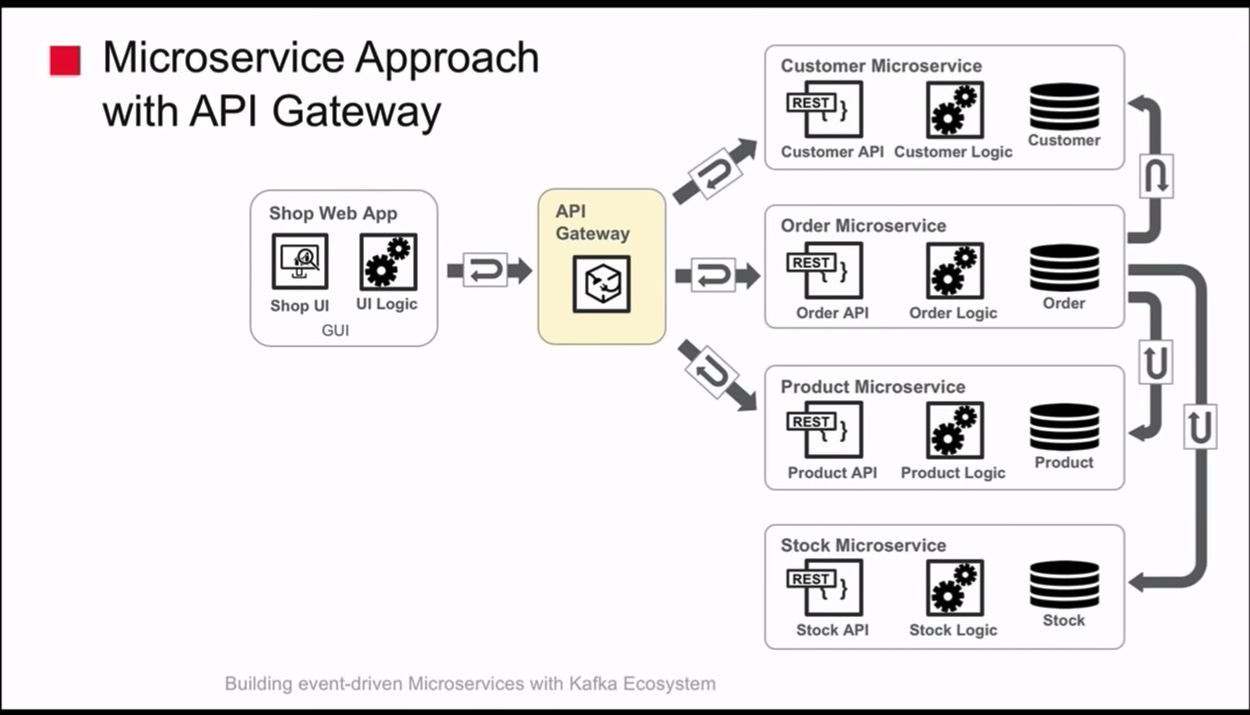 Microservice Approach
with API Gateway
Shop Web App
Shop UI
UI Logic
GUI
API
Gateway
Customer Microservice
REST
{ }
Customer API
Customer Logic
Customer
Order Microservice
REST
{ }
Order API
Order Logic
Order
Product Microservice
REST
{ }
Product API
Product Logic
Product
Stock Microservice
REST
{ }
Stock API
Stock Logic
Stock
Building event-driven Microservices with Kafka Ecosystem